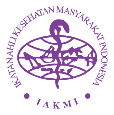 IKATAN AHLI KESEHATAN MASYARAKAT INDONESIA
• IAKMI •